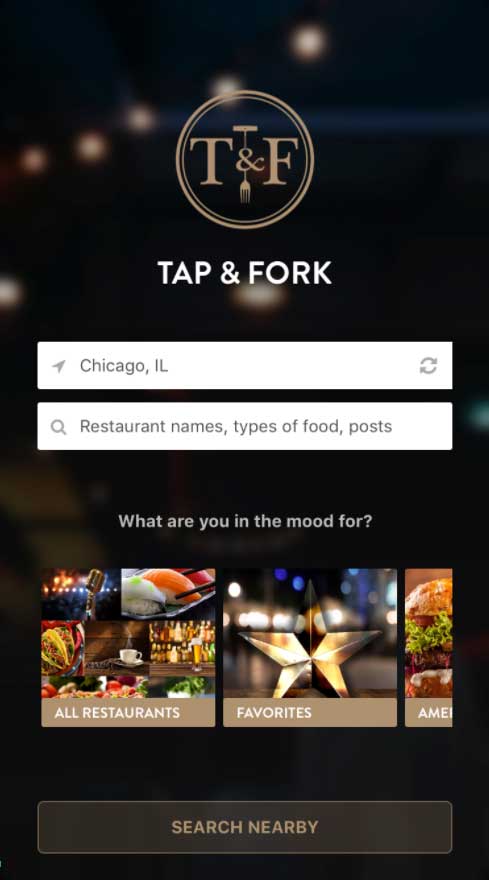 T&F
TAP & FORK
Chicago, IL
Restaurant names, types of food, posts
What are you in the mood for?
ALL RESTAURANTS
FAVORITES
AME
SEARCH NEARBY